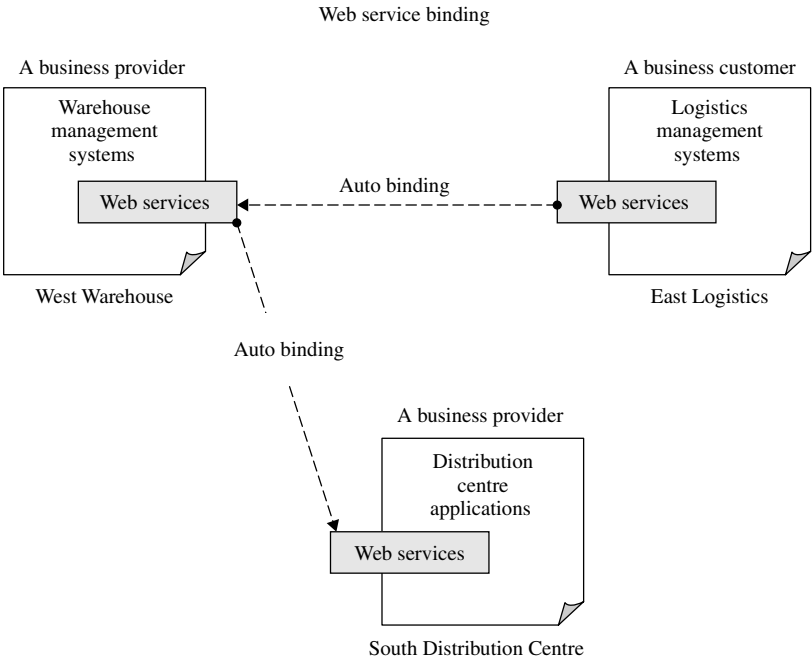 Web service binding
A business provider
Warehouse
management
systems
Web services
West Warehouse
Auto binding
A business customer
Logistics
management
systems
Web services
East Logistics
Auto binding
A business provider
Distribution
centre
applications
Web services
South Distribution Centre